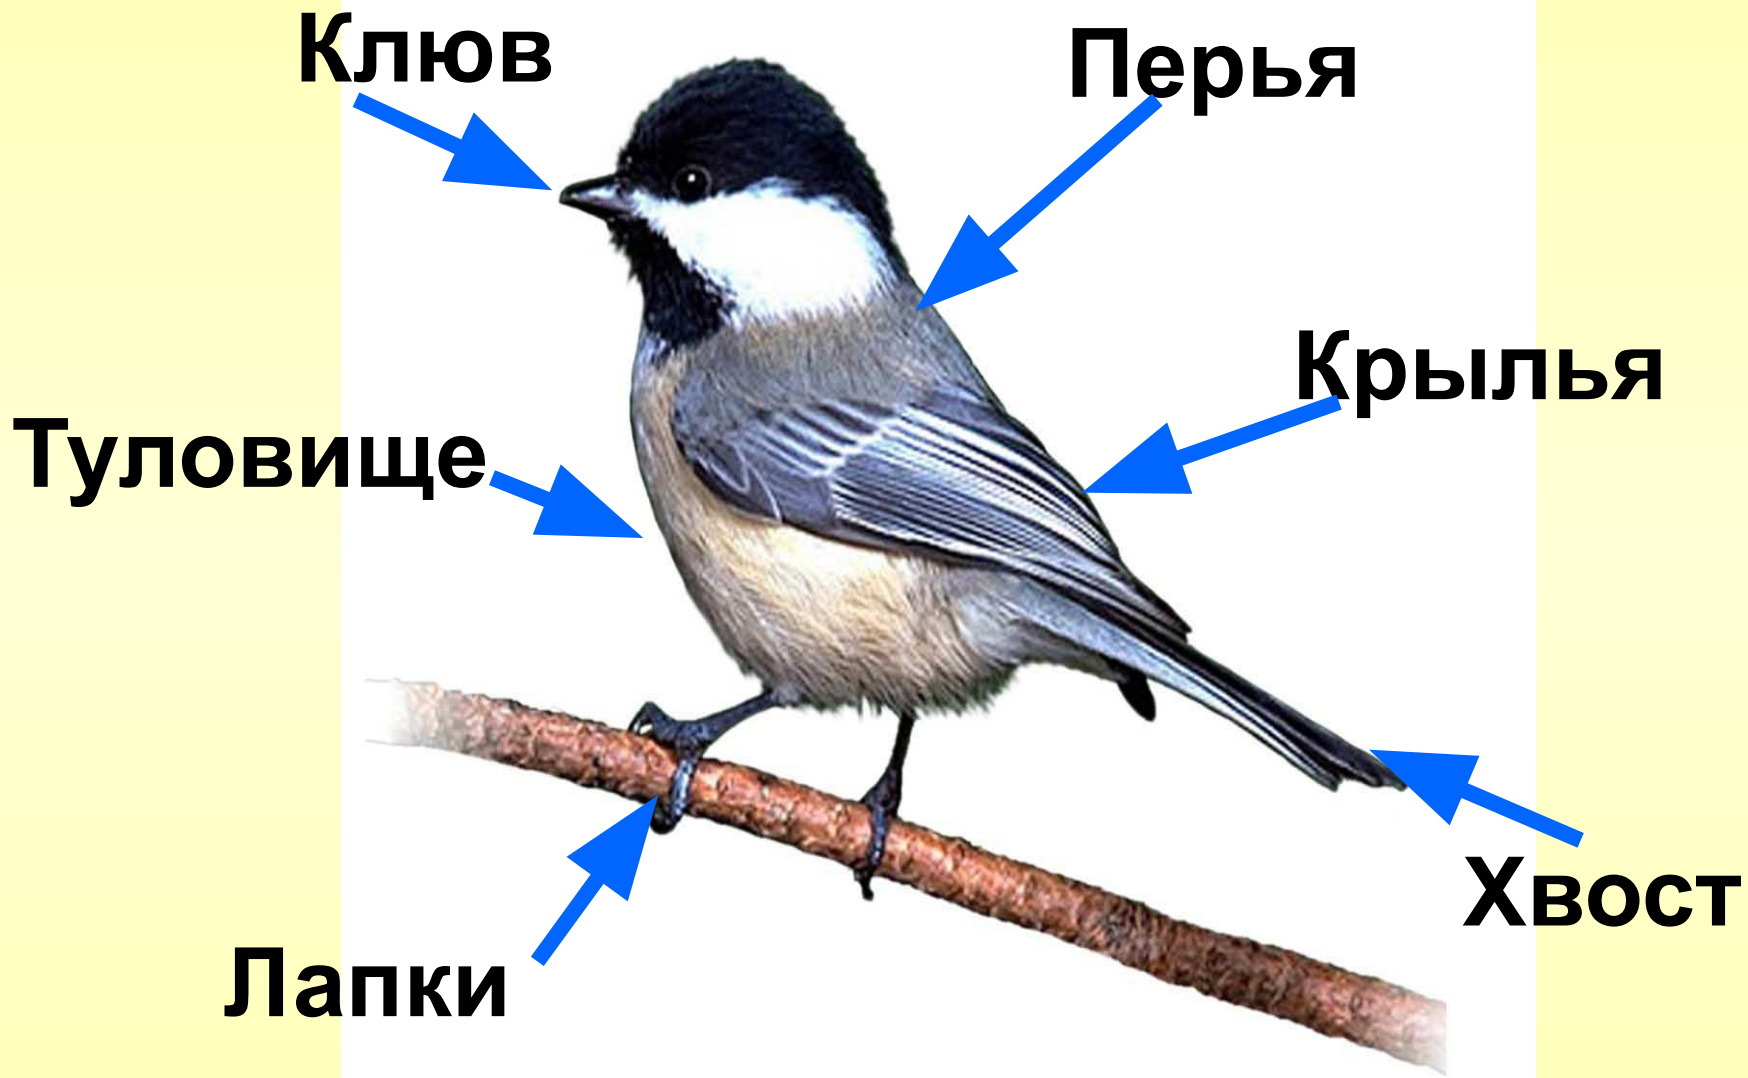 Клюв
Перья
Крылья
Туловище
Хвост
Лапки